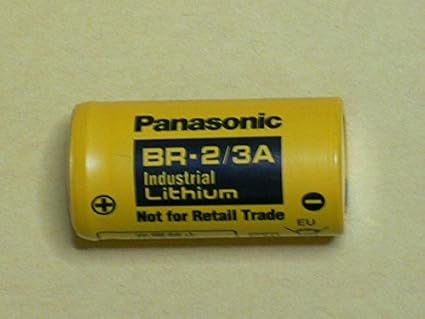 Panasonic
BR-2/3A
Industrial
Lithium
Not for Retail Trade
+ -
EU